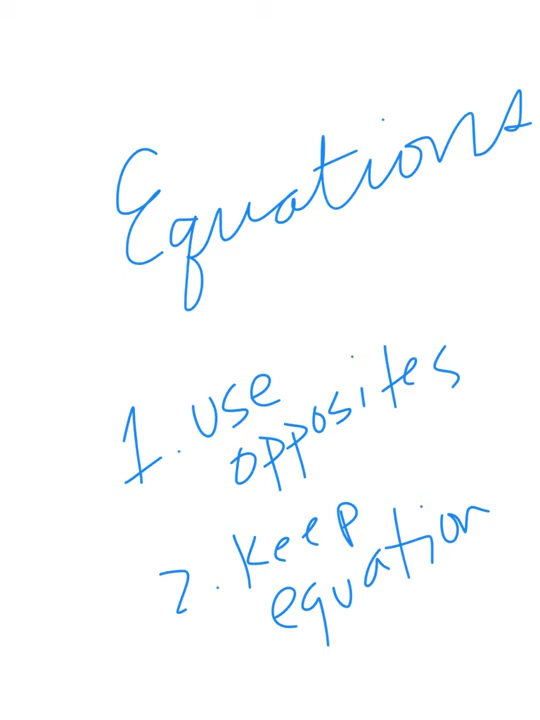 Equations
1. use
opposites
2. keep
equation